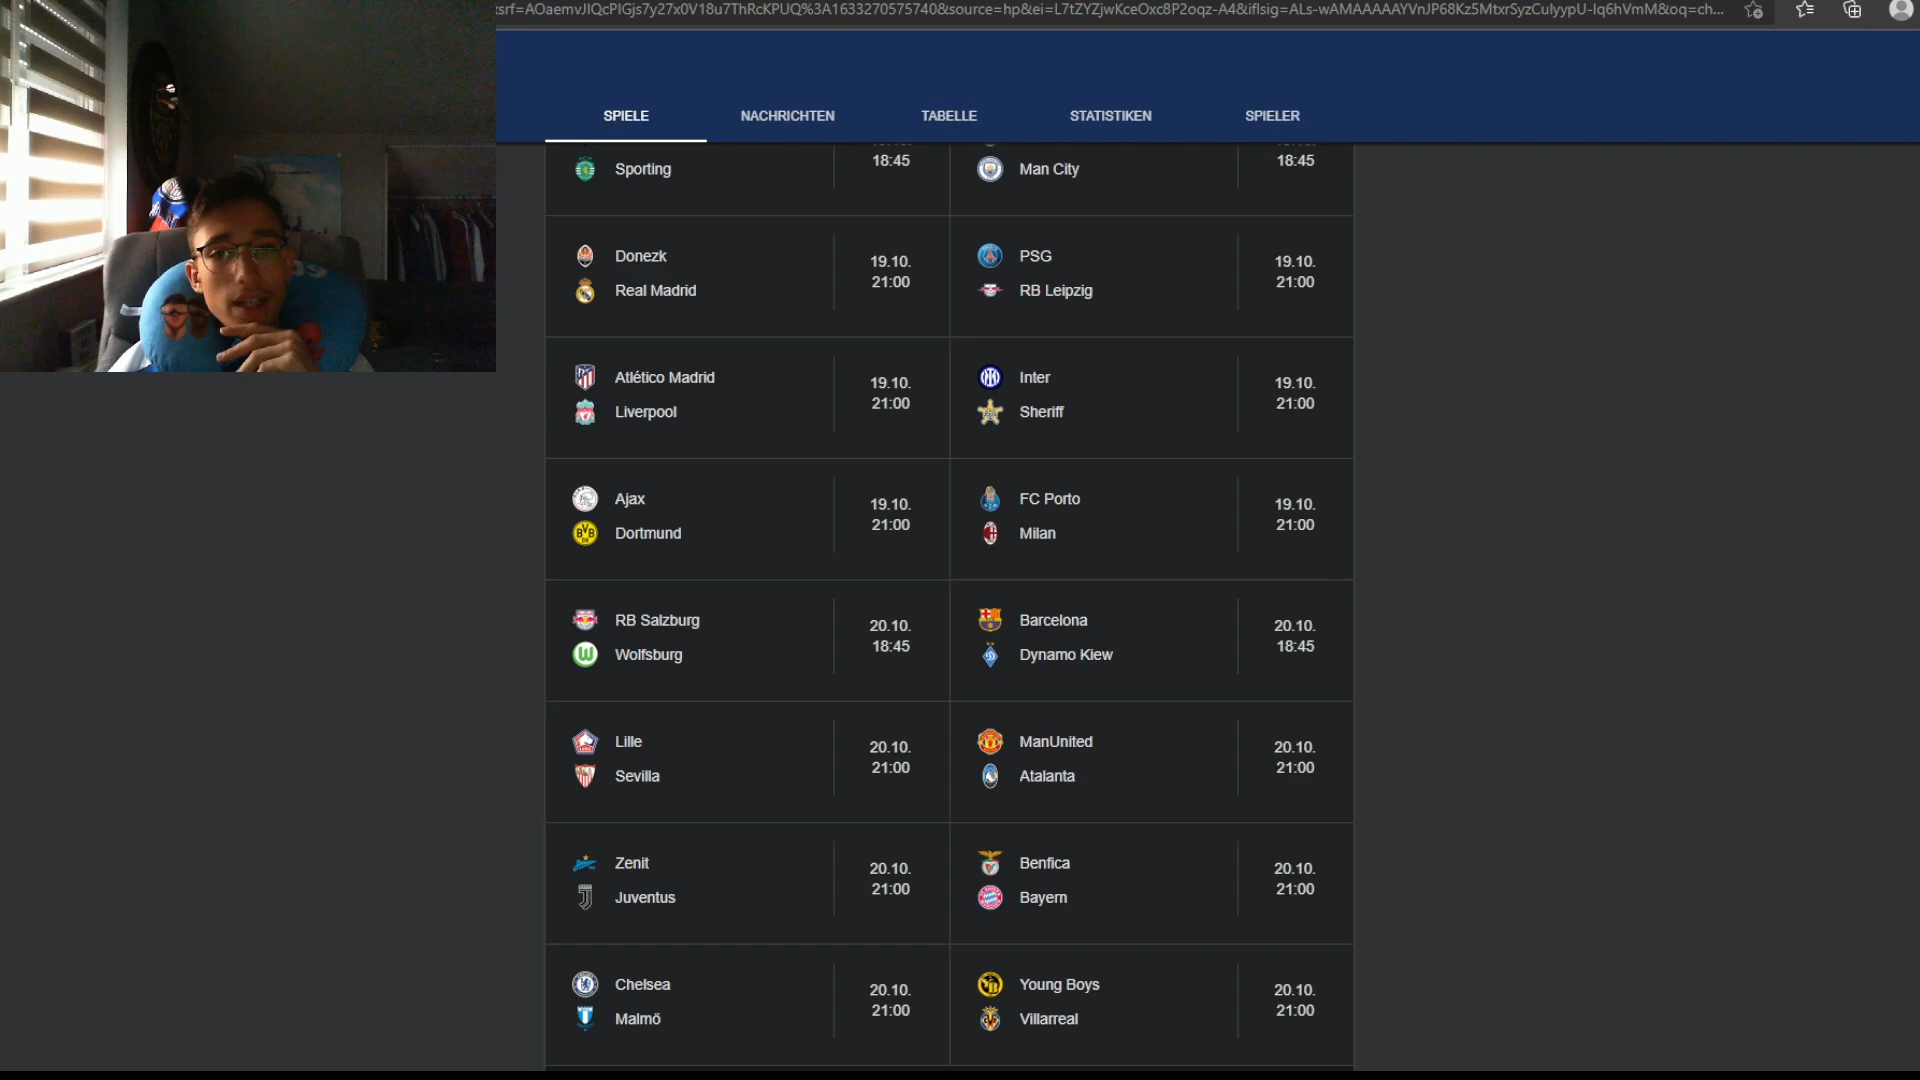 srf=AOaemvJIQcPIGjs7y27x0V18u7ThRcKPUQ%3A1633270575740&source=hp&ei=L7tZYZjwKceOxc8P2oqz-A4&iflsig=ALs-wAMAAAAAYVnJP68Kz5MtxrSyzCuIyypU-Iq6hVmM&oq=ch...
SPIELE NACHRICHTEN TABELLE STATISTIKEN SPIELER
Sporting
18:45
Man City
18:45
Donezk
Real Madrid
19.10.
21:00
PSG
RB Leipzig
19.10.
21:00
Atlético Madrid
Liverpool
19.10.
21:00
Inter
Sheriff
19.10.
21:00
Ajax
Dortmund
19.10.
21:00
FC Porto
Milan
19.10.
21:00
RB Salzburg
Wolfsburg
20.10.
18:45
Barcelona
Dynamo Kiew
20.10.
18:45
Lille
Sevilla
20.10.
21:00
ManUnited
Atalanta
20.10.
21:00
Zenit
Juventus
20.10.
21:00
Benfica
Bayern
20.10.
21:00
Chelsea
Malmö
20.10.
21:00
Young Boys
Villarreal
20.10.
21:00